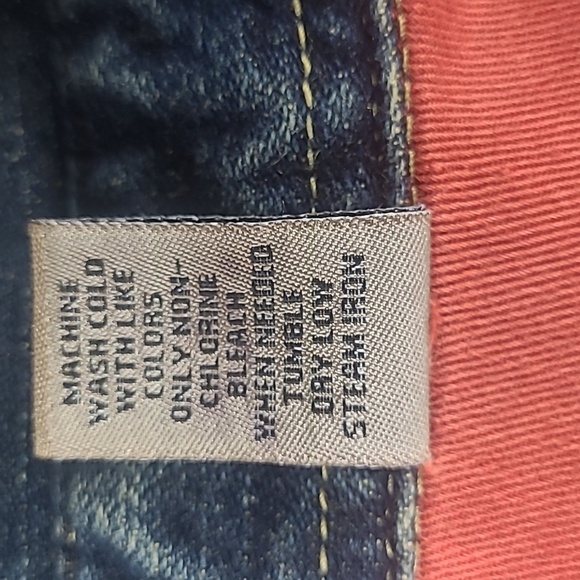 MACHINE
WASH COLD
WITH LIKE
COLORS
ONLY NON-
CHLORINE
BLEACH
WHEN NEEDED
TUMBLE
DRY LOW
STEAM IRON